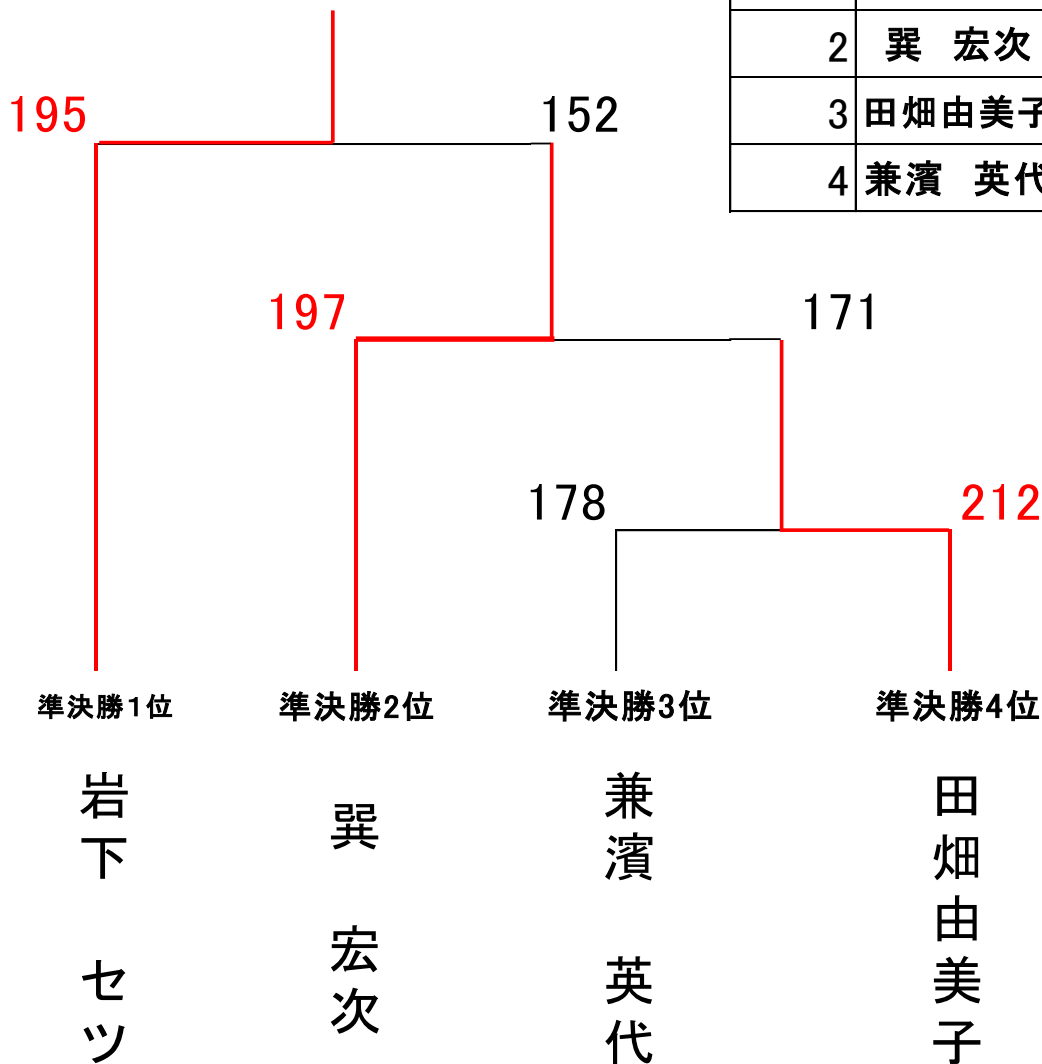 2 巽 宏次
195
152
3 田畑由美子
4 兼濱 英代
197
171
178
212
準決勝1位
準決勝2位
準決勝3位
準決勝4位
岩下 セツ
巽 宏次
兼濱 英代
田畑由美子